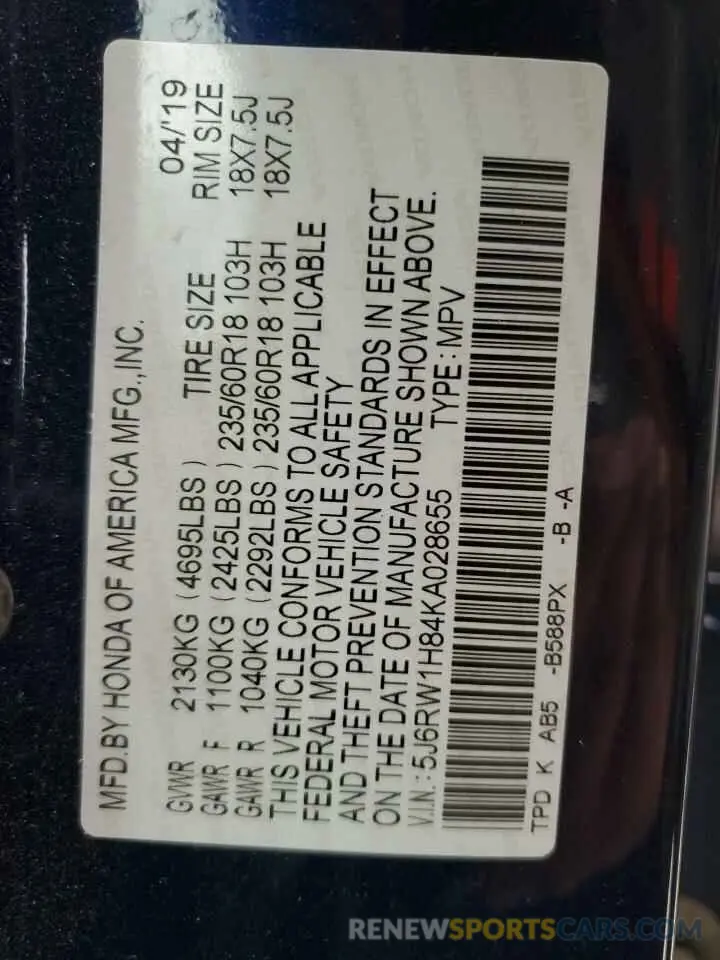 MFD.BY HONDA OF AMERICA MFG.,INC.
04/'19
GVWR 2130KG (4695LBS) TIRE SIZE RIM SIZE
GAWR F 1100KG (2425LBS) 235/60R18 103H 18X7.5J
GAWR R 1040KG (2292LBS) 235/60R18 103H 18X7.5J
THIS VEHICLE CONFORMS TO ALL APPLICABLE
FEDERAL MOTOR VEHICLE SAFETY
AND THEFT PREVENTION STANDARDS IN EFFECT
ON THE DATE OF MANUFACTURE SHOWN ABOVE.
V.I.N.: 5J6RW1H84KA028655 TYPE : MPV
TPD K AB5 -B588PX -B -A
RENEWSPORTSCARS.COM